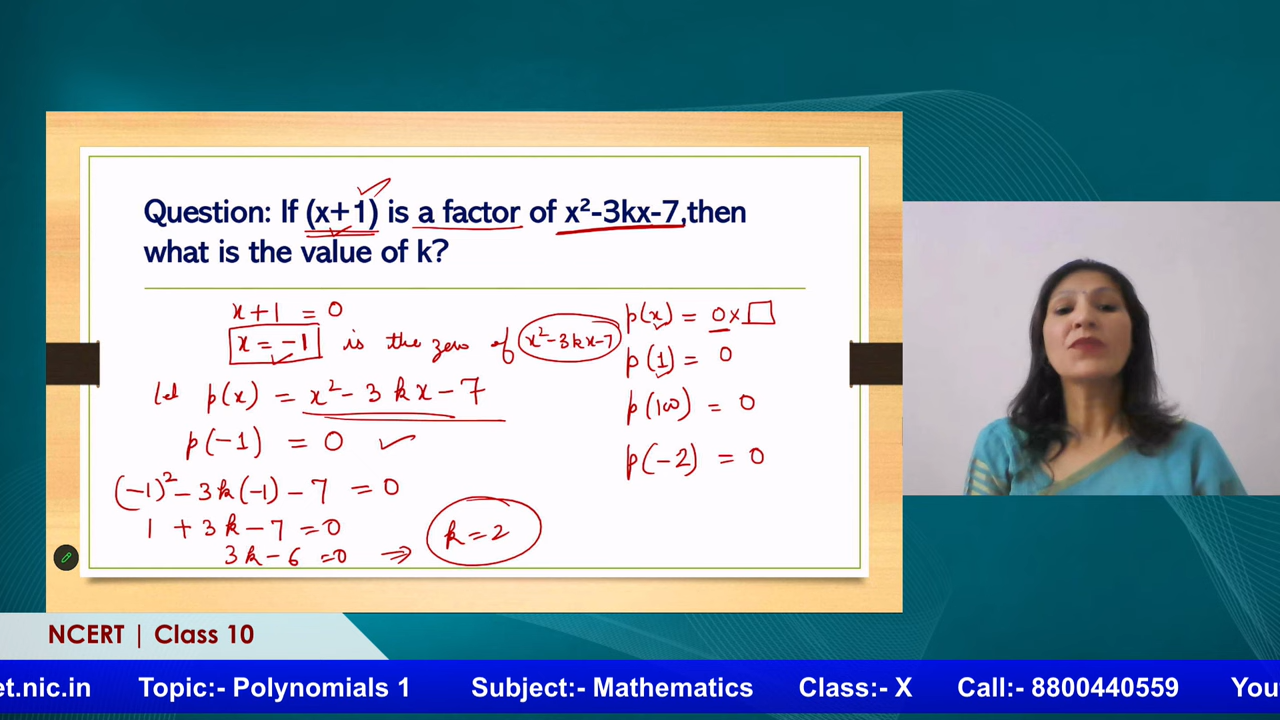 Question: If (x+1) is a factor of x²-3kx-7,then
what is the value of k?
x+1 = 0
x = -1 is the zero of x²-3kx-7
let p(x) = x²-3kx-7
p(-1) = 0 ✓
(-1)²-3k(-1)-7 = 0
1 + 3k-7 =0
3k-6 =0 ⇒ k=2
p(x) = 0x□
p(1) = 0
p(100) = 0
p(-2) = 0
NCERT | Class 10
et.nic.in Topic:- Polynomials 1 Subject:- Mathematics Class:- X Call:- 8800440559 You